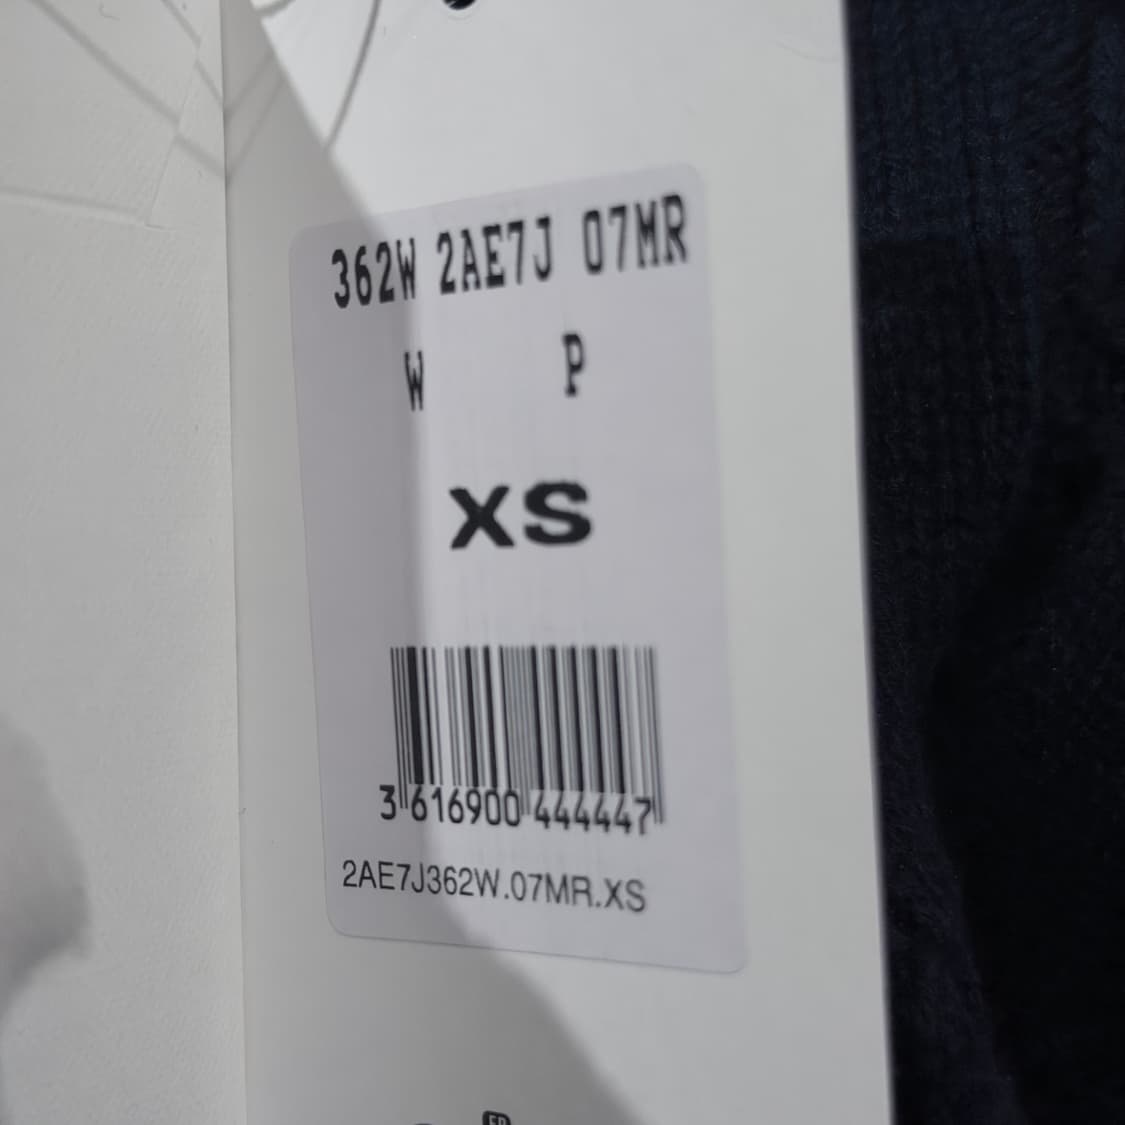 362W 2AE7J 07MR
W P
XS
3 616900 444447
2AE7J362W.07MR.XS